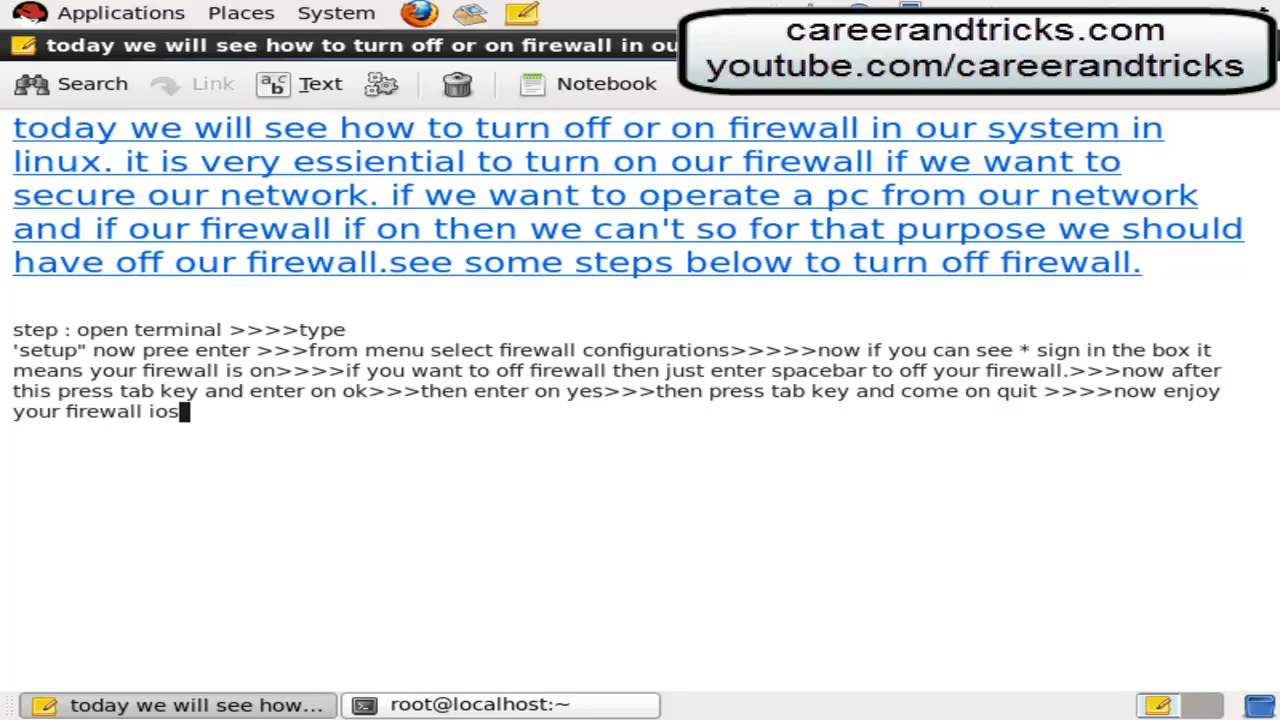 Applications Places System
careerandtricks.com
youtube.com/careerandtricks
today we will see how to turn off or on firewall in ou
Search Link Text Notebook
today we will see how to turn off or on firewall in our system in
linux. it is very essiential to turn on our firewall if we want to
secure our network. if we want to operate a pc from our network
and if our firewall if on then we can't so for that purpose we should
have off our firewall.see some steps below to turn off firewall.
step : open terminal >>>>type
'setup" now pree enter >>>from menu select firewall configurations>>>>>now if you can see * sign in the box it
means your firewall is on>>>>if you want to off firewall then just enter spacebar to off your firewall.>>>now after
this press tab key and enter on ok>>>then enter on yes>>>then press tab key and come on quit >>>>now enjoy
your firewall ios
today we will see how... root@localhost:~